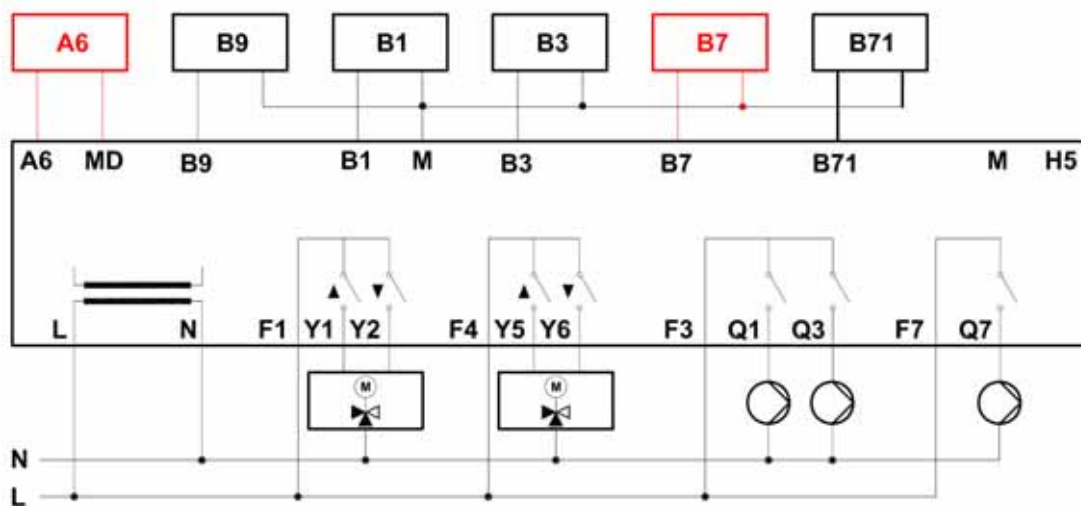 A6 B9 B1 B3 B7 B71
A6 MD B9 B1 M B3 B7 B71 M H5
L N F1 Y1 Y2 F4 Y5 Y6 F3 Q1 Q3 F7 Q7
M M
N
L